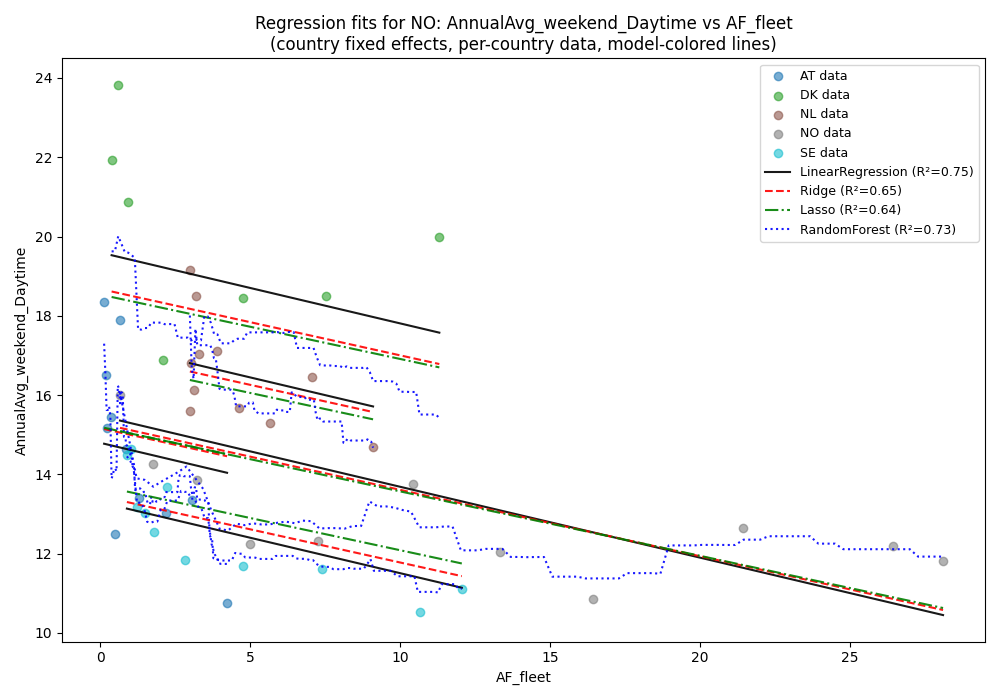 Regression fits for NO: AnnualAvg_weekend_Daytime vs AF_fleet
(country fixed effects, per-country data, model-colored lines)
AT data
DK data
NL data
NO data
SE data
LinearRegression (R²=0.75)
Ridge (R²=0.65)
Lasso (R²=0.64)
RandomForest (R²=0.73)
AnnualAvg_weekend_Daytime
24
22
20
18
16
14
12
10
0 5 10 15 20 25
AF_fleet